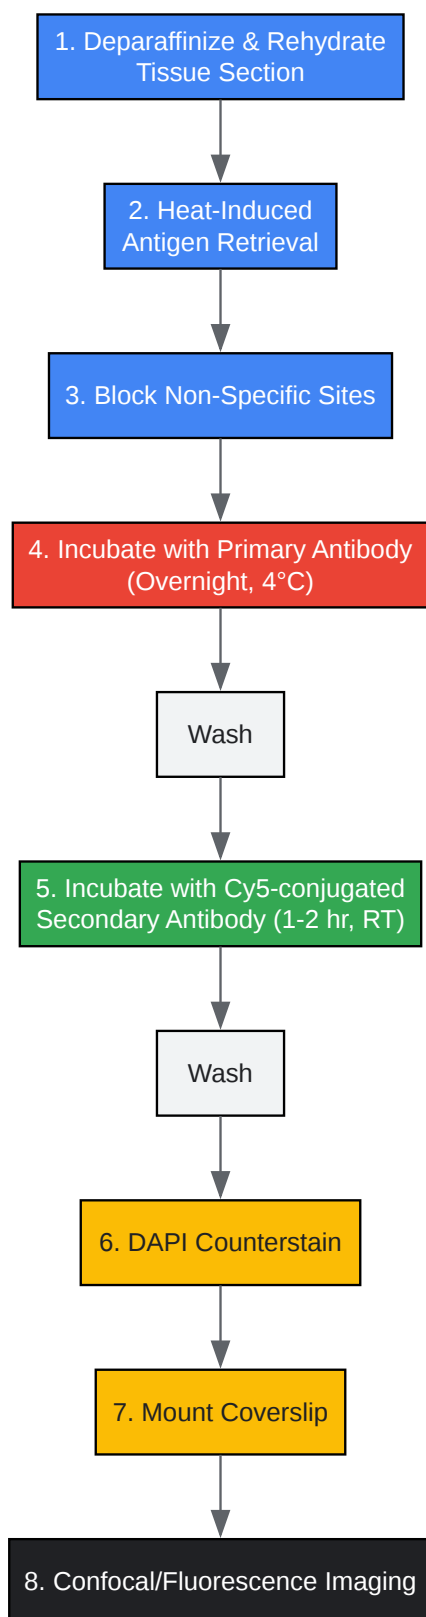 1. Deparaffinize & Rehydrate
Tissue Section
2. Heat-Induced
Antigen Retrieval
3. Block Non-Specific Sites
4. Incubate with Primary Antibody
(Overnight, 4°C)
Wash
5. Incubate with Cy5-conjugated
Secondary Antibody (1-2 hr, RT)
Wash
6. DAPI Counterstain
7. Mount Coverslip
8. Confocal/Fluorescence Imaging